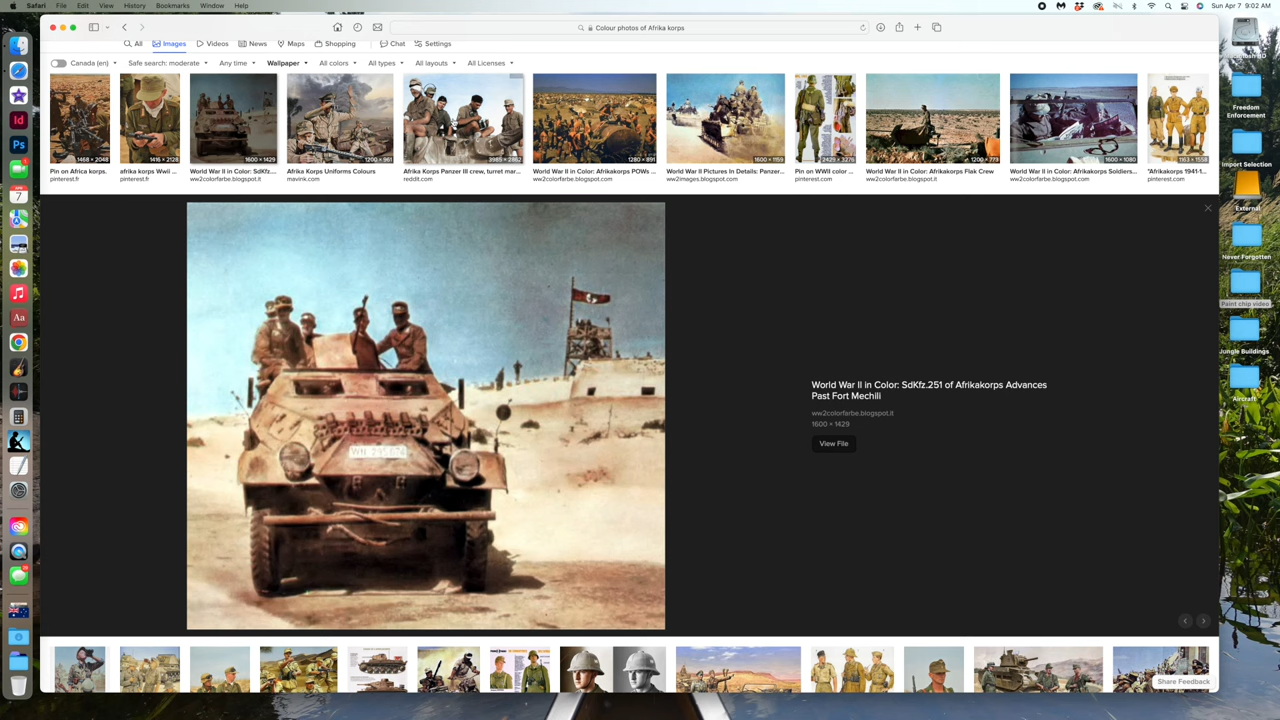 Safari File Edit View History Bookmarks Window Help
Sun Apr 7 9:02 AM
Colour photos of Afrika korps
All Images Videos News Maps Shopping Chat Settings
Canada (en) Safe search: moderate Any time Wallpaper All colors All types All layouts All Licenses
1468 × 2048
1416 × 2128
1600 × 1429
1200 × 961
3989 × 2862
1280 × 891
1600 × 1159
2429 × 3276
1200 × 773
1600 × 1080
1163 × 1558
Pin on Africa korps.
pinterest.fr
afrika korps Wwii ...
pinterest.fr
World War II in Color: SdKfz....
ww2colorfarbe.blogspot.it
Afrika Korps Uniforms Colours
mavink.com
Afrika Korps Panzer III crew, turret mar...
reddit.com
World War II in Color: Afrikakorps POWs ...
ww2colorfarbe.blogspot.com
World War II Pictures In Details: Panzer...
ww2images.blogspot.com
Pin on WWII color ...
pinterest.com
World War II in Color: Afrikakorps Flak Crew
ww2colorfarbe.blogspot.it
World War II in Color: Afrikakorps Soldiers...
ww2colorfarbe.blogspot.com
"Afrikakorps 1941-1...
pinterest.com
World War II in Color: SdKfz.251 of Afrikakorps Advances
Past Fort Mechili
ww2colorfarbe.blogspot.it
1600 × 1429
View File
Share Feedback
Freedom
Enforcement
Import Selection
External
Never Forgotten
Paint chip video
Jungle Buildings
Aircraft